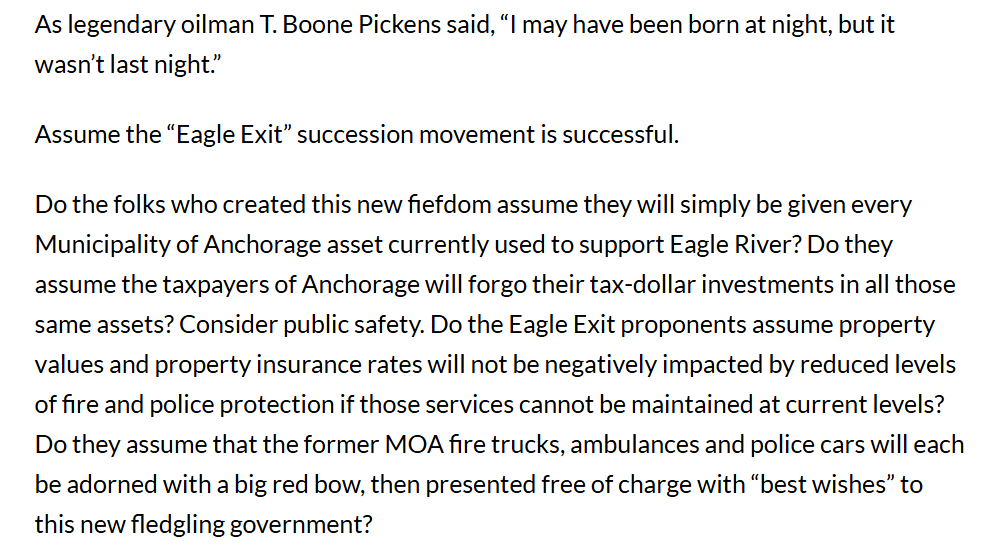 As legendary oilman T. Boone Pickens said, “I may have been born at night, but it
wasn’t last night.”
Assume the “Eagle Exit” succession movement is successful.
Do the folks who created this new fiefdom assume they will simply be given every
Municipality of Anchorage asset currently used to support Eagle River? Do they
assume the taxpayers of Anchorage will forgo their tax-dollar investments in all those
same assets? Consider public safety. Do the Eagle Exit proponents assume property
values and property insurance rates will not be negatively impacted by reduced levels
of fire and police protection if those services cannot be maintained at current levels?
Do they assume that the former MOA fire trucks, ambulances and police cars will each
be adorned with a big red bow, then presented free of charge with “best wishes” to
this new fledgling government?